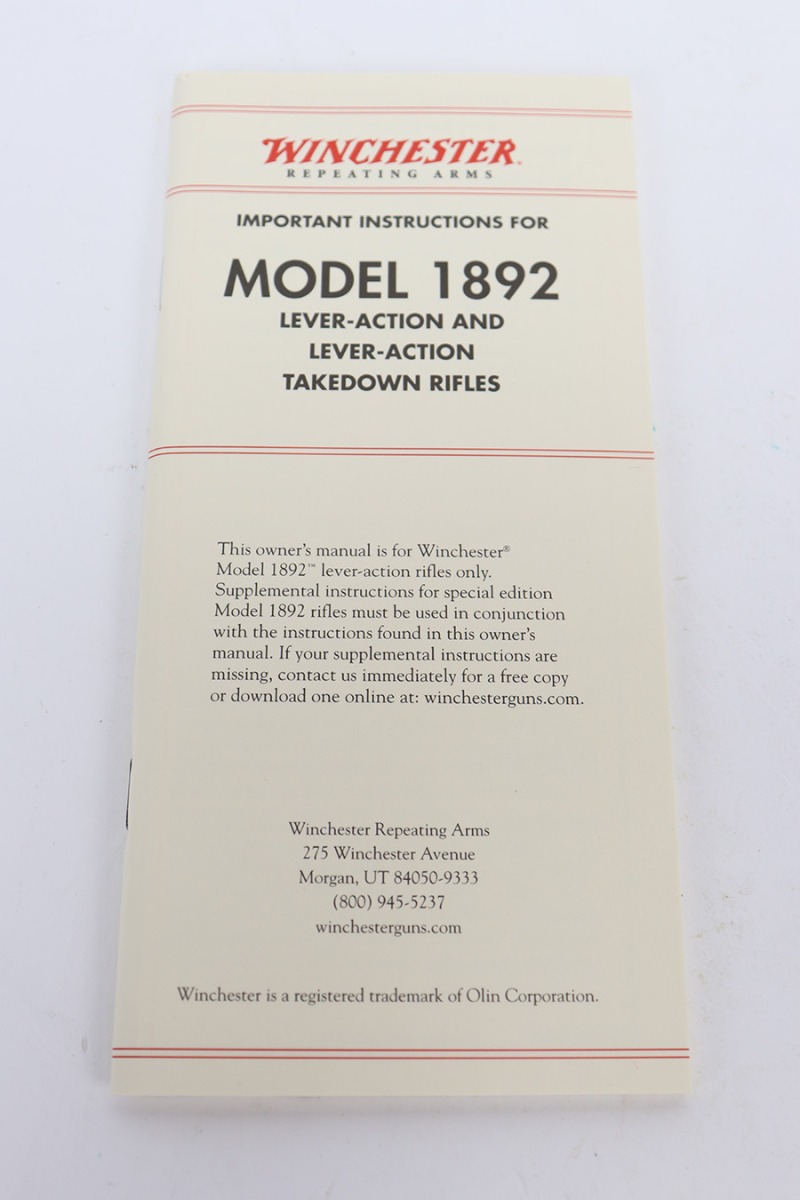 WINCHESTER®
REPEATING ARMS
IMPORTANT INSTRUCTIONS FOR
MODEL 1892
LEVER-ACTION AND
LEVER-ACTION
TAKEDOWN RIFLES
This owner's manual is for Winchester®
Model 1892™ lever-action rifles only.
Supplemental instructions for special edition
Model 1892 rifles must be used in conjunction
with the instructions found in this owner's
manual. If your supplemental instructions are
missing, contact us immediately for a free copy
or download one online at: winchesterguns.com.
Winchester Repeating Arms
275 Winchester Avenue
Morgan, UT 84050-9333
(800) 945-5237
winchesterguns.com
Winchester is a registered trademark of Olin Corporation.